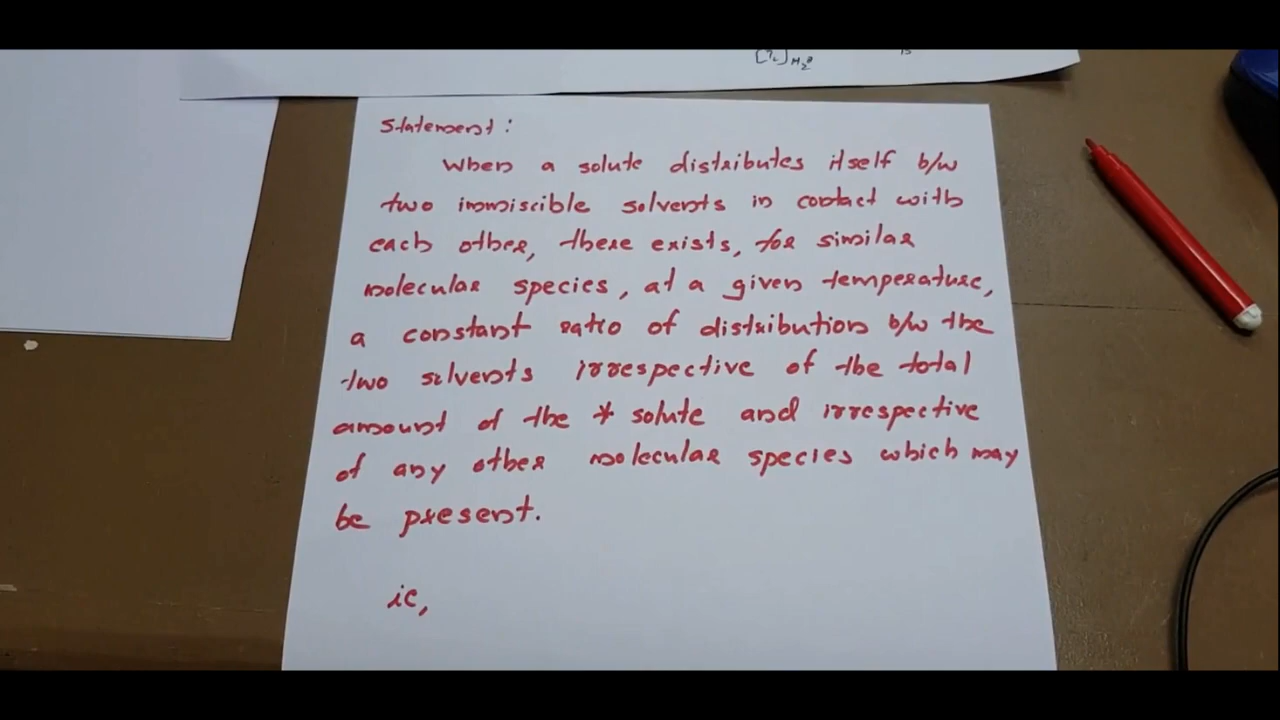 [I₂]H₂O
Statement:
When a solute distributes itself b/w
two immiscible solvents in contact with
each other, there exists, for similar
molecular species, at a given temperature,
a constant ratio of distribution b/w the
two solvents irrespective of the total
amount of the * solute and irrespective
of any other molecular species which may
be present.
ie,